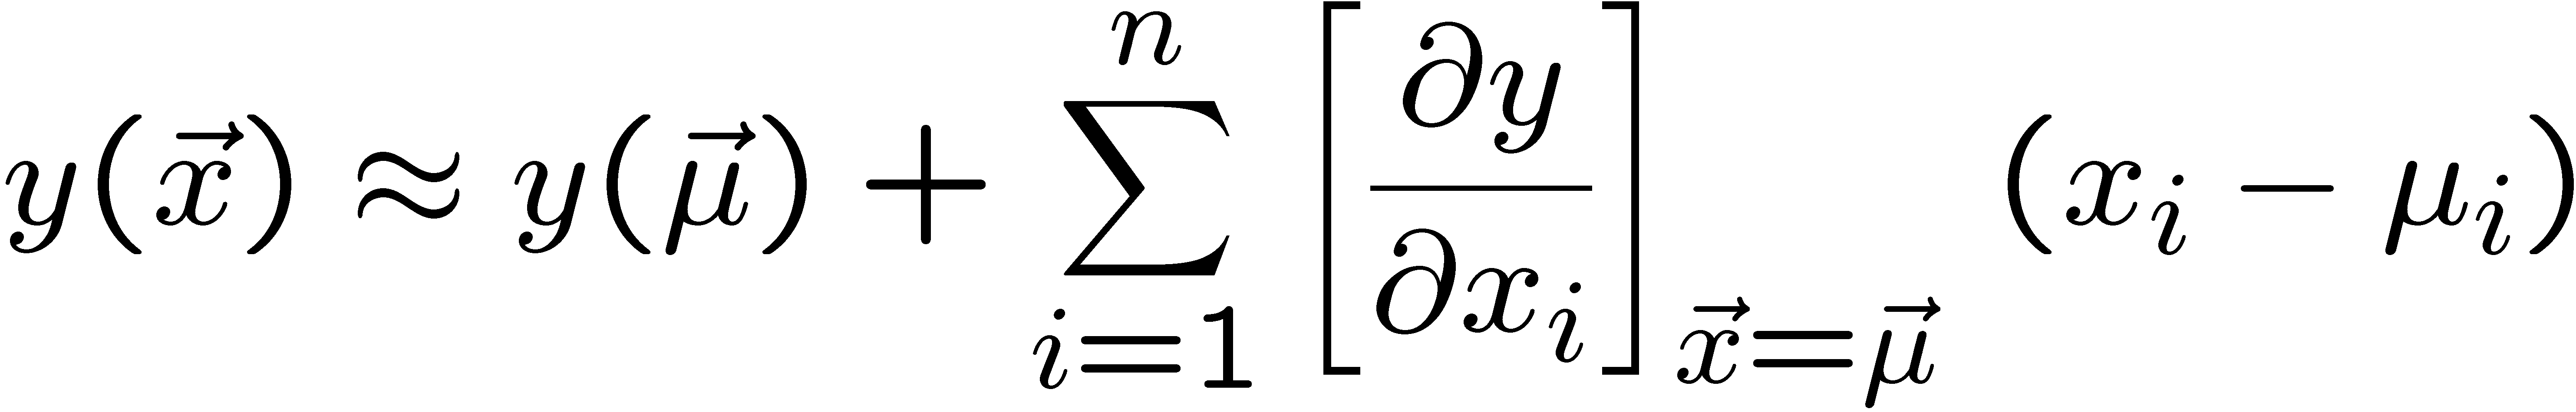 $y(\vec{x}) \approx y(\vec{\mu}) + \sum_{i=1}^{n} \left[ \frac{\partial y}{\partial x_i} \right]_{\vec{x}=\vec{\mu}} (x_i - \mu_i)$